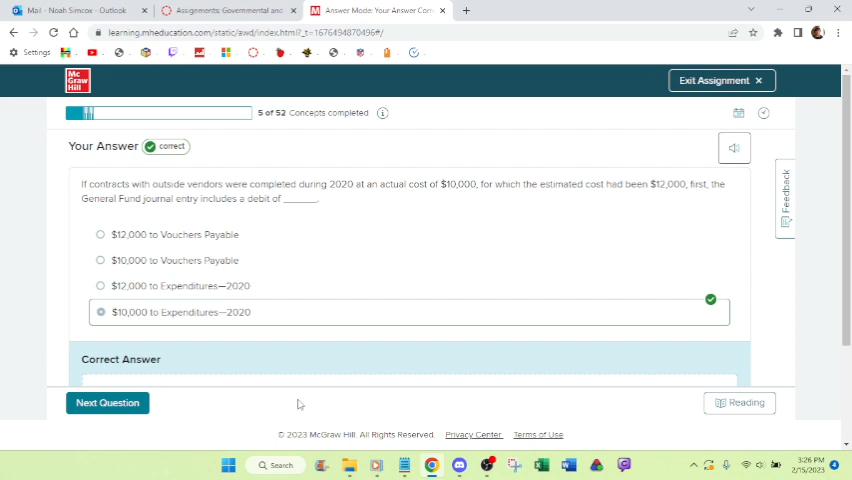 Mail - Noah Simcox - Outlook
Assignments: Governmental and
Answer Mode: Your Answer Corr
learning.mheducation.com/static/awd/index.html?_t=1676494870496#/
Settings
Mc
Graw
Hill
Exit Assignment
5 of 52 Concepts completed
Your Answer correct
If contracts with outside vendors were completed during 2020 at an actual cost of $10,000, for which the estimated cost had been $12,000, first, the
General Fund journal entry includes a debit of ______.
$12,000 to Vouchers Payable
$10,000 to Vouchers Payable
$12,000 to Expenditures—2020
$10,000 to Expenditures—2020
Feedback
Correct Answer
Next Question
Reading
© 2023 McGraw Hill. All Rights Reserved. Privacy Center Terms of Use
Search
3:26 PM
2/15/2023
4